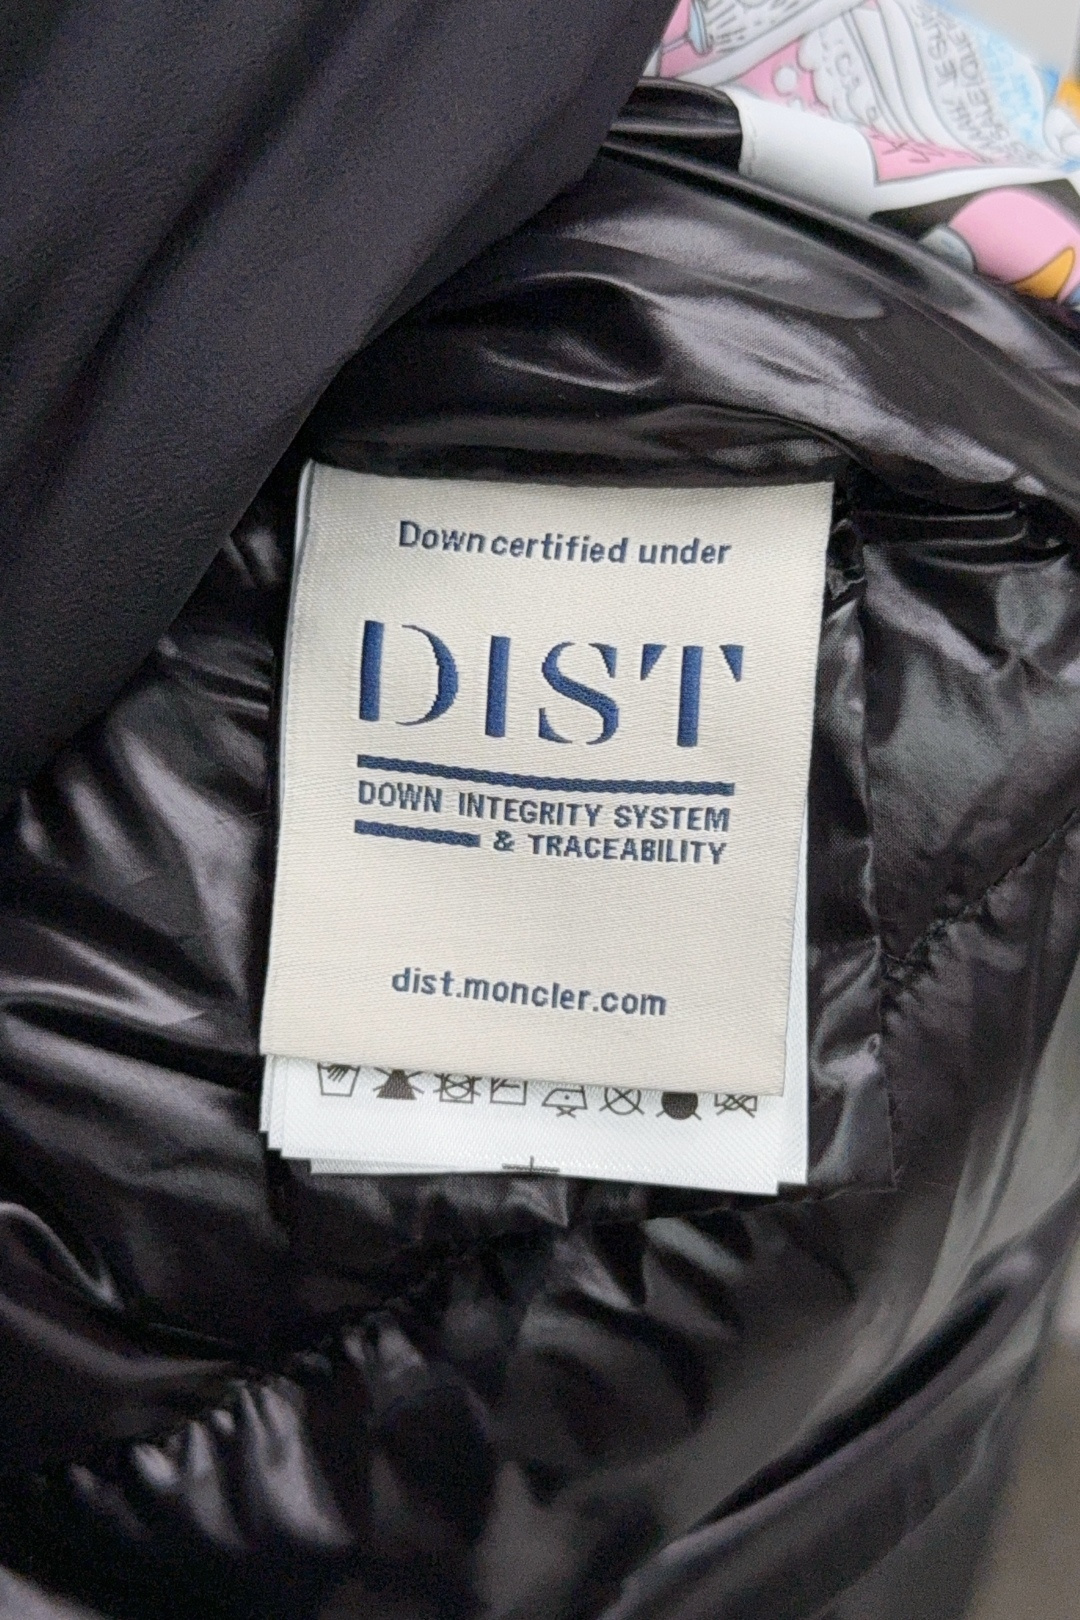 Down certified under
DIST
DOWN INTEGRITY SYSTEM
& TRACEABILITY
dist.moncler.com